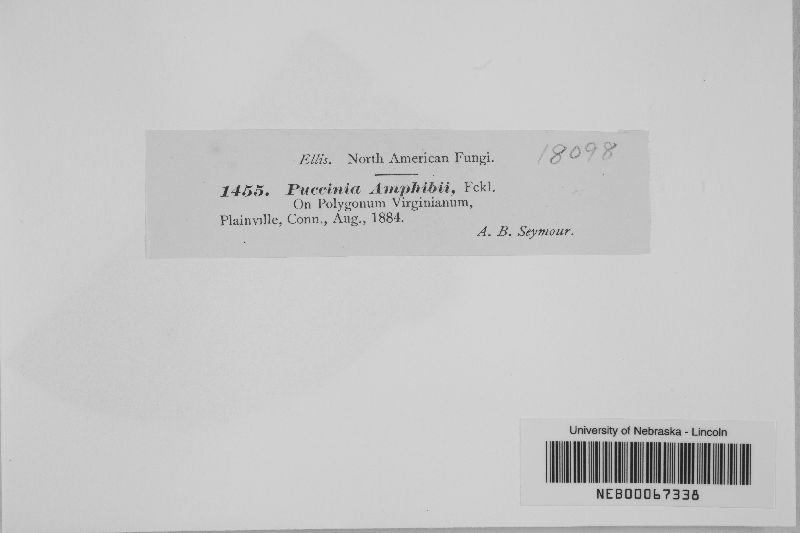 Ellis. North American Fungi.
18098
1455. Puccinia Amphibii, Fckl.
On Polygonum Virginianum,
Plainville, Conn., Aug., 1884.
A. B. Seymour.
University of Nebraska - Lincoln
NEB00067338